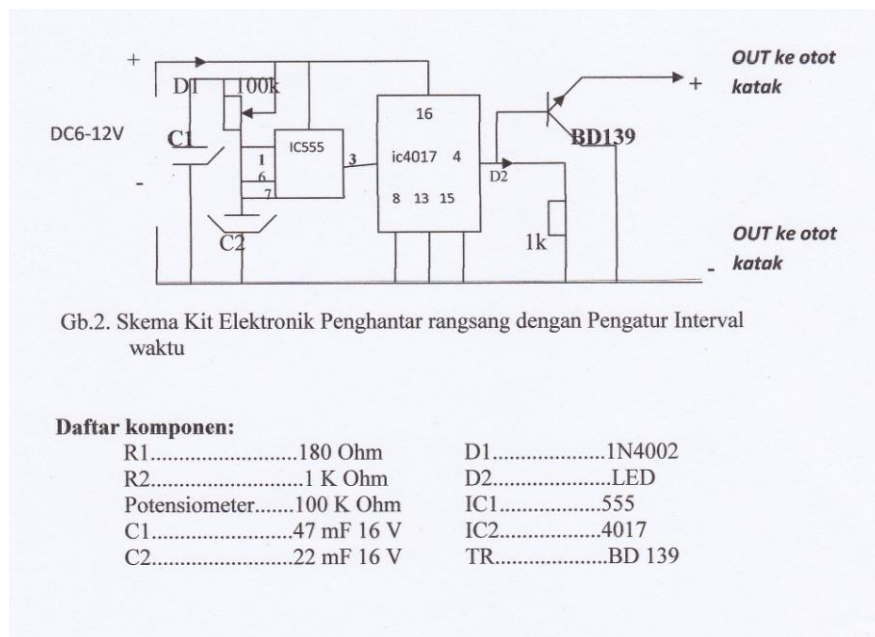 +
OUT ke otot
katak
D1
100k
+
DC6-12V
C1
16
BD139
IC555
1
3
ic4017 4
6
D2
7
-
8 13 15
C2
1k
OUT ke otot
katak
-
Gb.2. Skema Kit Elektronik Penghantar rangsang dengan Pengatur Interval
waktu
Daftar komponen:
R1............................180 Ohm
R2.............................1 K Ohm
Potensiometer.......100 K Ohm
C1...........................47 mF 16 V
C2...........................22 mF 16 V
D1.....................1N4002
D2......................LED
IC1....................555
IC2....................4017
TR.....................BD 139